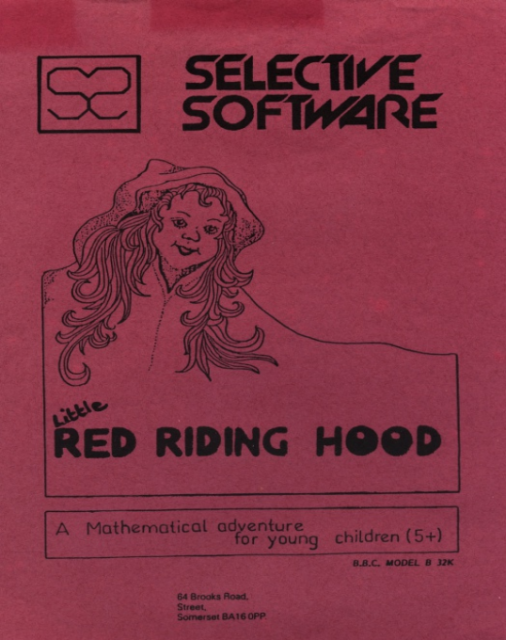 SELECTIVE
SOFTWARE
Little
RED RIDING HOOD
A Mathematical adventure
for young children (5+)
B.B.C. MODEL B 32K
64 Brooks Road,
Street,
Somerset BA16 0PP.